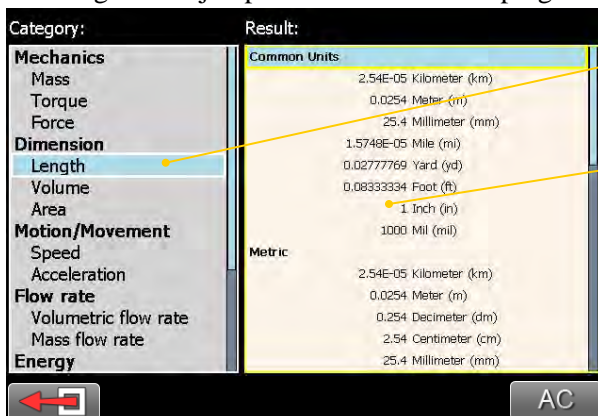 Category:
Result:
Mechanics
Mass
Torque
Force
Dimension
Length
Volume
Area
Motion/Movement
Speed
Acceleration
Flow rate
Volumetric flow rate
Mass flow rate
Energy
Common Units
2.54E-05 Kilometer (km)
0.0254 Meter (m)
25.4 Millimeter (mm)
1.5748E-05 Mile (mi)
0.02777769 Yard (yd)
0.08333334 Foot (ft)
1 Inch (in)
1000 Mil (mil)
Metric
2.54E-05 Kilometer (km)
0.0254 Meter (m)
0.254 Decimeter (dm)
2.54 Centimeter (cm)
25.4 Millimeter (mm)
AC